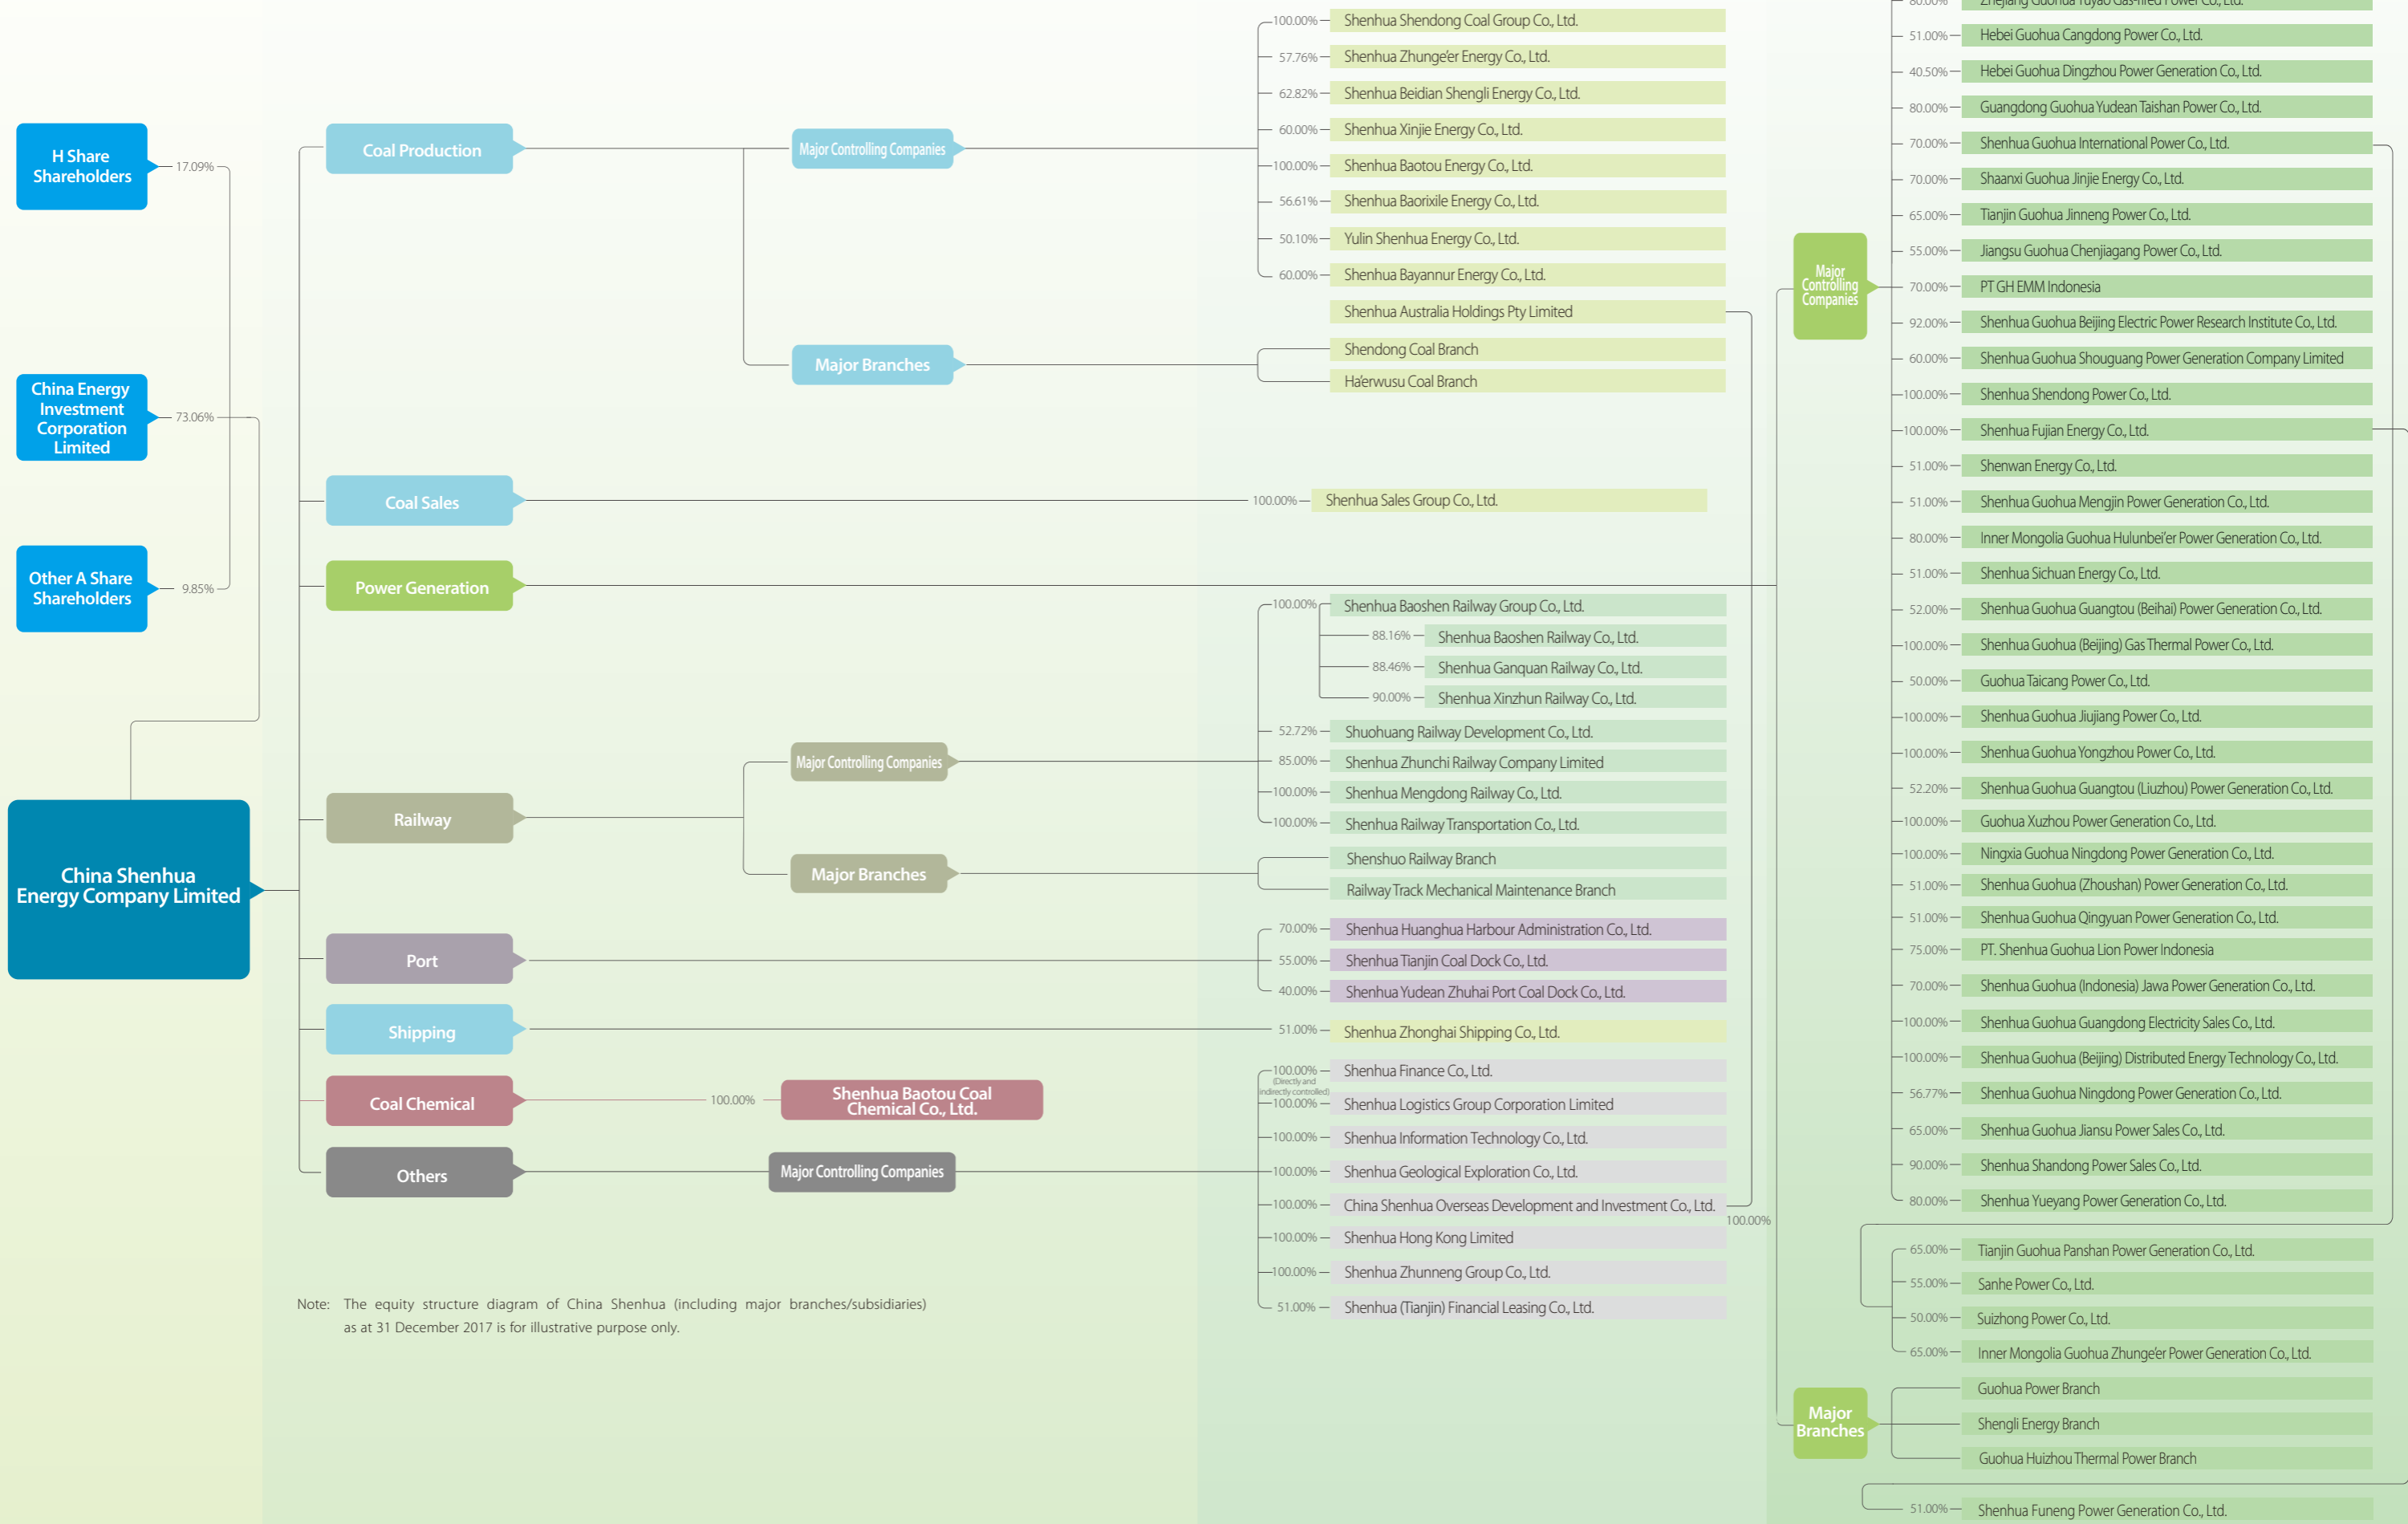 H Share
Shareholders
17.09%
China Energy
Investment
Corporation
Limited
73.06%
Other A Share
Shareholders
9.85%
China Shenhua
Energy Company Limited
Coal Production
Major Controlling Companies
100.00% Shenhua Shendong Coal Group Co., Ltd.
57.76% Shenhua Zhunge'er Energy Co., Ltd.
62.82% Shenhua Beidian Shengli Energy Co., Ltd.
60.00% Shenhua Xinjie Energy Co., Ltd.
100.00% Shenhua Baotou Energy Co., Ltd.
56.61% Shenhua Baorixile Energy Co., Ltd.
50.10% Yulin Shenhua Energy Co., Ltd.
60.00% Shenhua Bayannur Energy Co., Ltd.
Shenhua Australia Holdings Pty Limited
Major Branches
Shendong Coal Branch
Ha'erwusu Coal Branch
Coal Sales
100.00% Shenhua Sales Group Co., Ltd.
Power Generation
Railway
Major Controlling Companies
100.00% Shenhua Baoshen Railway Group Co., Ltd.
88.16% Shenhua Baoshen Railway Co., Ltd.
88.46% Shenhua Ganquan Railway Co., Ltd.
90.00% Shenhua Xinzhun Railway Co., Ltd.
52.72% Shuohuang Railway Development Co., Ltd.
85.00% Shenhua Zhunchi Railway Company Limited
100.00% Shenhua Mengdong Railway Co., Ltd.
100.00% Shenhua Railway Transportation Co., Ltd.
Major Branches
Shenshuo Railway Branch
Railway Track Mechanical Maintenance Branch
Port
70.00% Shenhua Huanghua Harbour Administration Co., Ltd.
55.00% Shenhua Tianjin Coal Dock Co., Ltd.
40.00% Shenhua Yudean Zhuhai Port Coal Dock Co., Ltd.
Shipping
51.00% Shenhua Zhonghai Shipping Co., Ltd.
Coal Chemical
100.00%
Shenhua Baotou Coal
Chemical Co., Ltd.
Others
Major Controlling Companies
100.00% Shenhua Finance Co., Ltd.
(Directly and
indirectly controlled)
100.00% Shenhua Logistics Group Corporation Limited
100.00% Shenhua Information Technology Co., Ltd.
100.00% Shenhua Geological Exploration Co., Ltd.
100.00% China Shenhua Overseas Development and Investment Co., Ltd.
100.00%
100.00% Shenhua Hong Kong Limited
100.00% Shenhua Zhunneng Group Co., Ltd.
51.00% Shenhua (Tianjin) Financial Leasing Co., Ltd.
Note: The equity structure diagram of China Shenhua (including major branches/subsidiaries)
as at 31 December 2017 is for illustrative purpose only.
Major
Controlling
Companies
80.00% Zhejiang Guohua Yuyao Gas-fired Power Co., Ltd.
51.00% Hebei Guohua Cangdong Power Co., Ltd.
40.50% Hebei Guohua Dingzhou Power Generation Co., Ltd.
80.00% Guangdong Guohua Yudean Taishan Power Co., Ltd.
70.00% Shenhua Guohua International Power Co., Ltd.
70.00% Shaanxi Guohua Jinjie Energy Co., Ltd.
65.00% Tianjin Guohua Jinneng Power Co., Ltd.
55.00% Jiangsu Guohua Chenjiagang Power Co., Ltd.
70.00% PT GH EMM Indonesia
92.00% Shenhua Guohua Beijing Electric Power Research Institute Co., Ltd.
60.00% Shenhua Guohua Shouguang Power Generation Company Limited
100.00% Shenhua Shendong Power Co., Ltd.
100.00% Shenhua Fujian Energy Co., Ltd.
51.00% Shenwan Energy Co., Ltd.
51.00% Shenhua Guohua Mengjin Power Generation Co., Ltd.
80.00% Inner Mongolia Guohua Hulunbei'er Power Generation Co., Ltd.
51.00% Shenhua Sichuan Energy Co., Ltd.
52.00% Shenhua Guohua Guangtou (Beihai) Power Generation Co., Ltd.
100.00% Shenhua Guohua (Beijing) Gas Thermal Power Co., Ltd.
50.00% Guohua Taicang Power Co., Ltd.
100.00% Shenhua Guohua Jiujiang Power Co., Ltd.
100.00% Shenhua Guohua Yongzhou Power Co., Ltd.
52.20% Shenhua Guohua Guangtou (Liuzhou) Power Generation Co., Ltd.
100.00% Guohua Xuzhou Power Generation Co., Ltd.
100.00% Ningxia Guohua Ningdong Power Generation Co., Ltd.
51.00% Shenhua Guohua (Zhoushan) Power Generation Co., Ltd.
51.00% Shenhua Guohua Qingyuan Power Generation Co., Ltd.
75.00% PT. Shenhua Guohua Lion Power Indonesia
70.00% Shenhua Guohua (Indonesia) Jawa Power Generation Co., Ltd.
100.00% Shenhua Guohua Guangdong Electricity Sales Co., Ltd.
100.00% Shenhua Guohua (Beijing) Distributed Energy Technology Co., Ltd.
56.77% Shenhua Guohua Ningdong Power Generation Co., Ltd.
65.00% Shenhua Guohua Jiansu Power Sales Co., Ltd.
90.00% Shenhua Shandong Power Sales Co., Ltd.
80.00% Shenhua Yueyang Power Generation Co., Ltd.
65.00% Tianjin Guohua Panshan Power Generation Co., Ltd.
55.00% Sanhe Power Co., Ltd.
50.00% Suizhong Power Co., Ltd.
65.00% Inner Mongolia Guohua Zhunge'er Power Generation Co., Ltd.
Major
Branches
Guohua Power Branch
Shengli Energy Branch
Guohua Huizhou Thermal Power Branch
51.00% Shenhua Funeng Power Generation Co., Ltd.